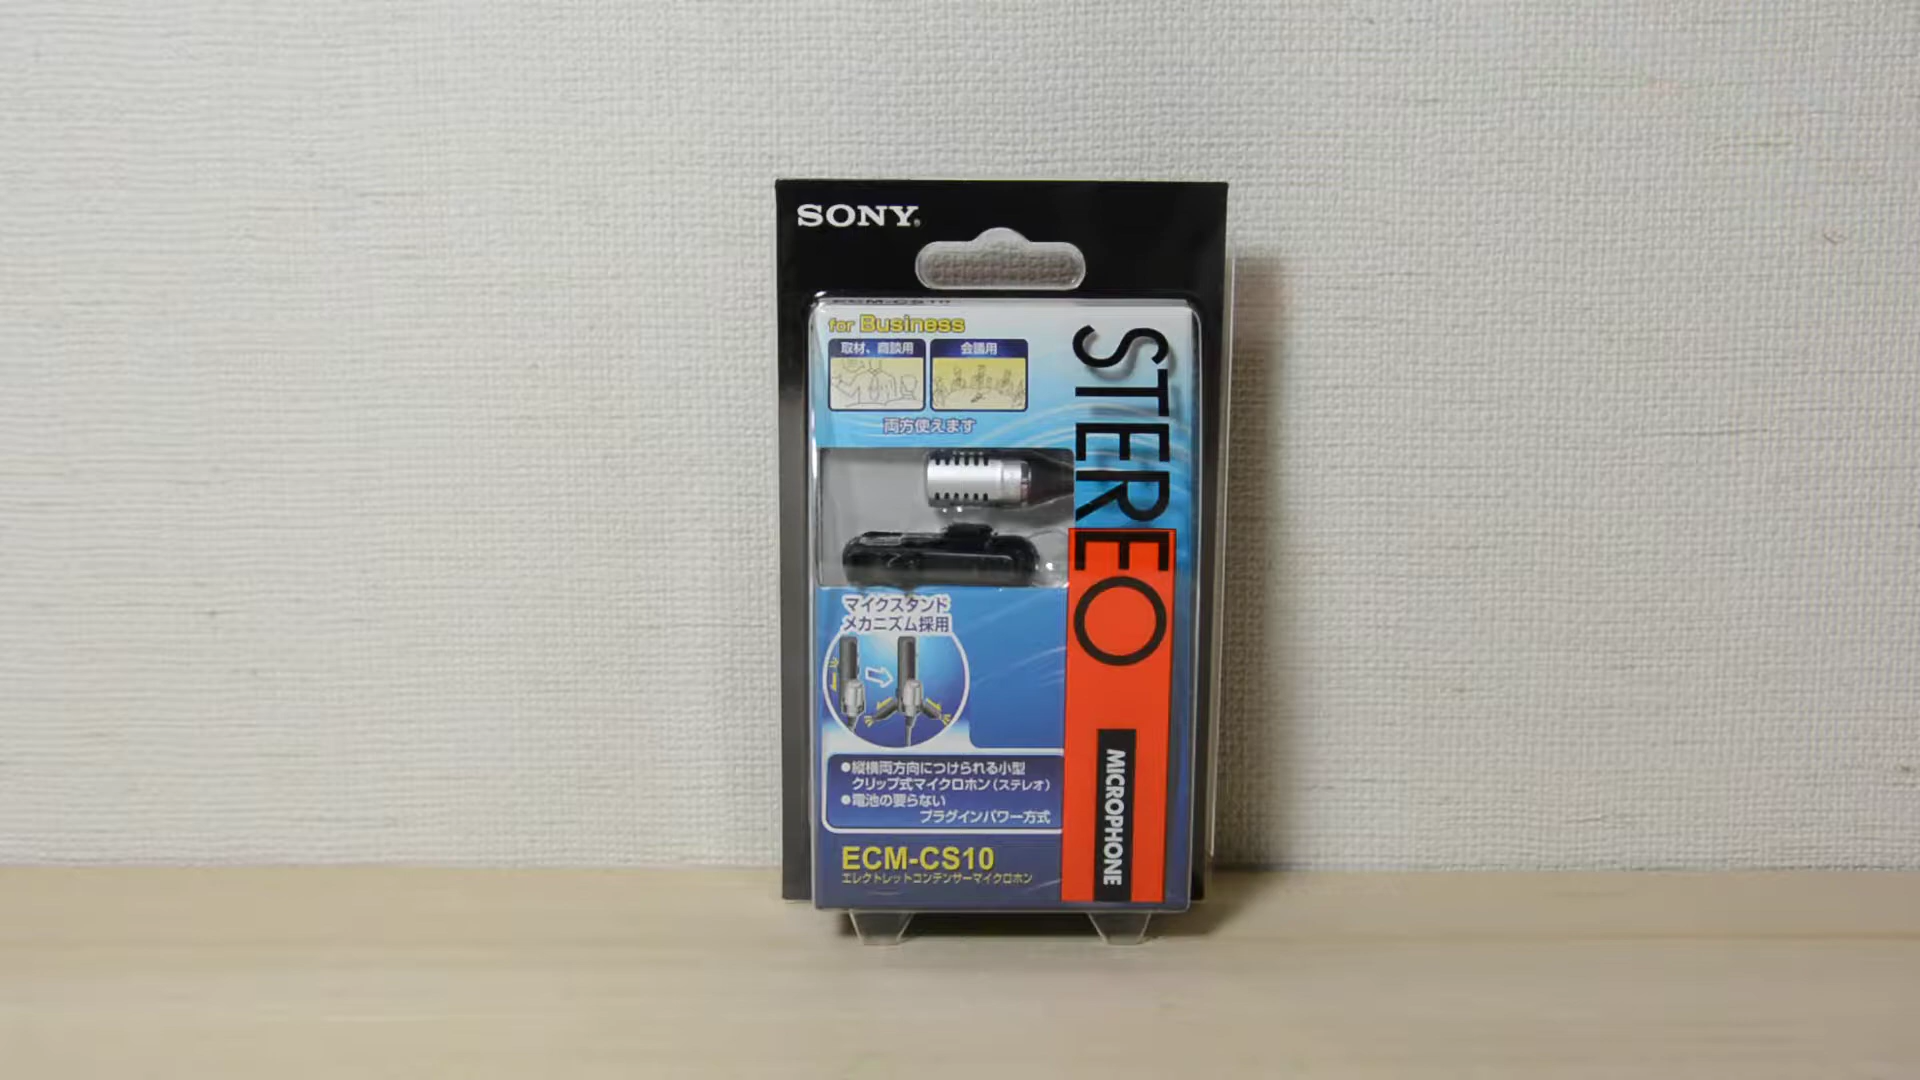 SONY
ECM-CS10
for Business
取材、商談用
会議用
両方使えます
STEREO
マイクスタンド
メカニズム採用
●縦横両方向につけられる小型
クリップ式マイクロホン(ステレオ)
●電池の要らない
プラグインパワー方式
MICROPHONE
ECM-CS10
エレクトレットコンデンサーマイクロホン